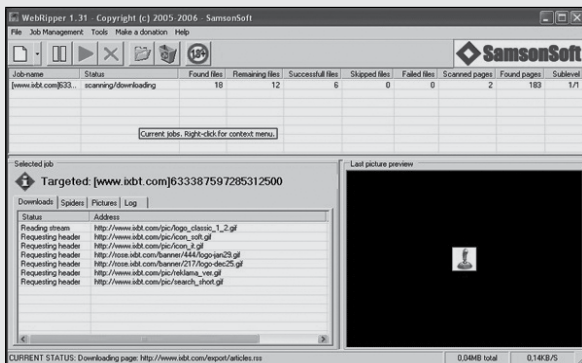 WebRipper 1.31 - Copyright (c) 2005-2006 - SamsonSoft
File Job Management Tools Make a donation Help
18+
SamsonSoft
Job-name Status Found files Remaining files Successfull files Skipped files Failed files Scanned pages Found pages Sublevel
[www.ixbt.com]633... scanning/downloading 18 12 6 0 0 2 183 1/1
Current jobs. Right-click for context menu.
Selected job
Targeted: [www.ixbt.com]633387597285312500
Downloads Spiders Pictures Log
Status Address
Reading stream http://www.ixbt.com/pic/logo_classic_1_2.gif
Requesting header http://www.ixbt.com/pic/icon_soft.gif
Requesting header http://www.ixbt.com/pic/icon_it.gif
Requesting header http://rose.ixbt.com/banner/444/logo-jan29.gif
Requesting header http://rose.ixbt.com/banner/217/logo-dec25.gif
Requesting header http://www.ixbt.com/pic/reklama_ver.gif
Requesting header http://www.ixbt.com/pic/search_short.gif
Last picture preview
CURRENT STATUS: Downloading page: http://www.ixbt.com/export/articles.rss 0,04MB total 0,14KB/S